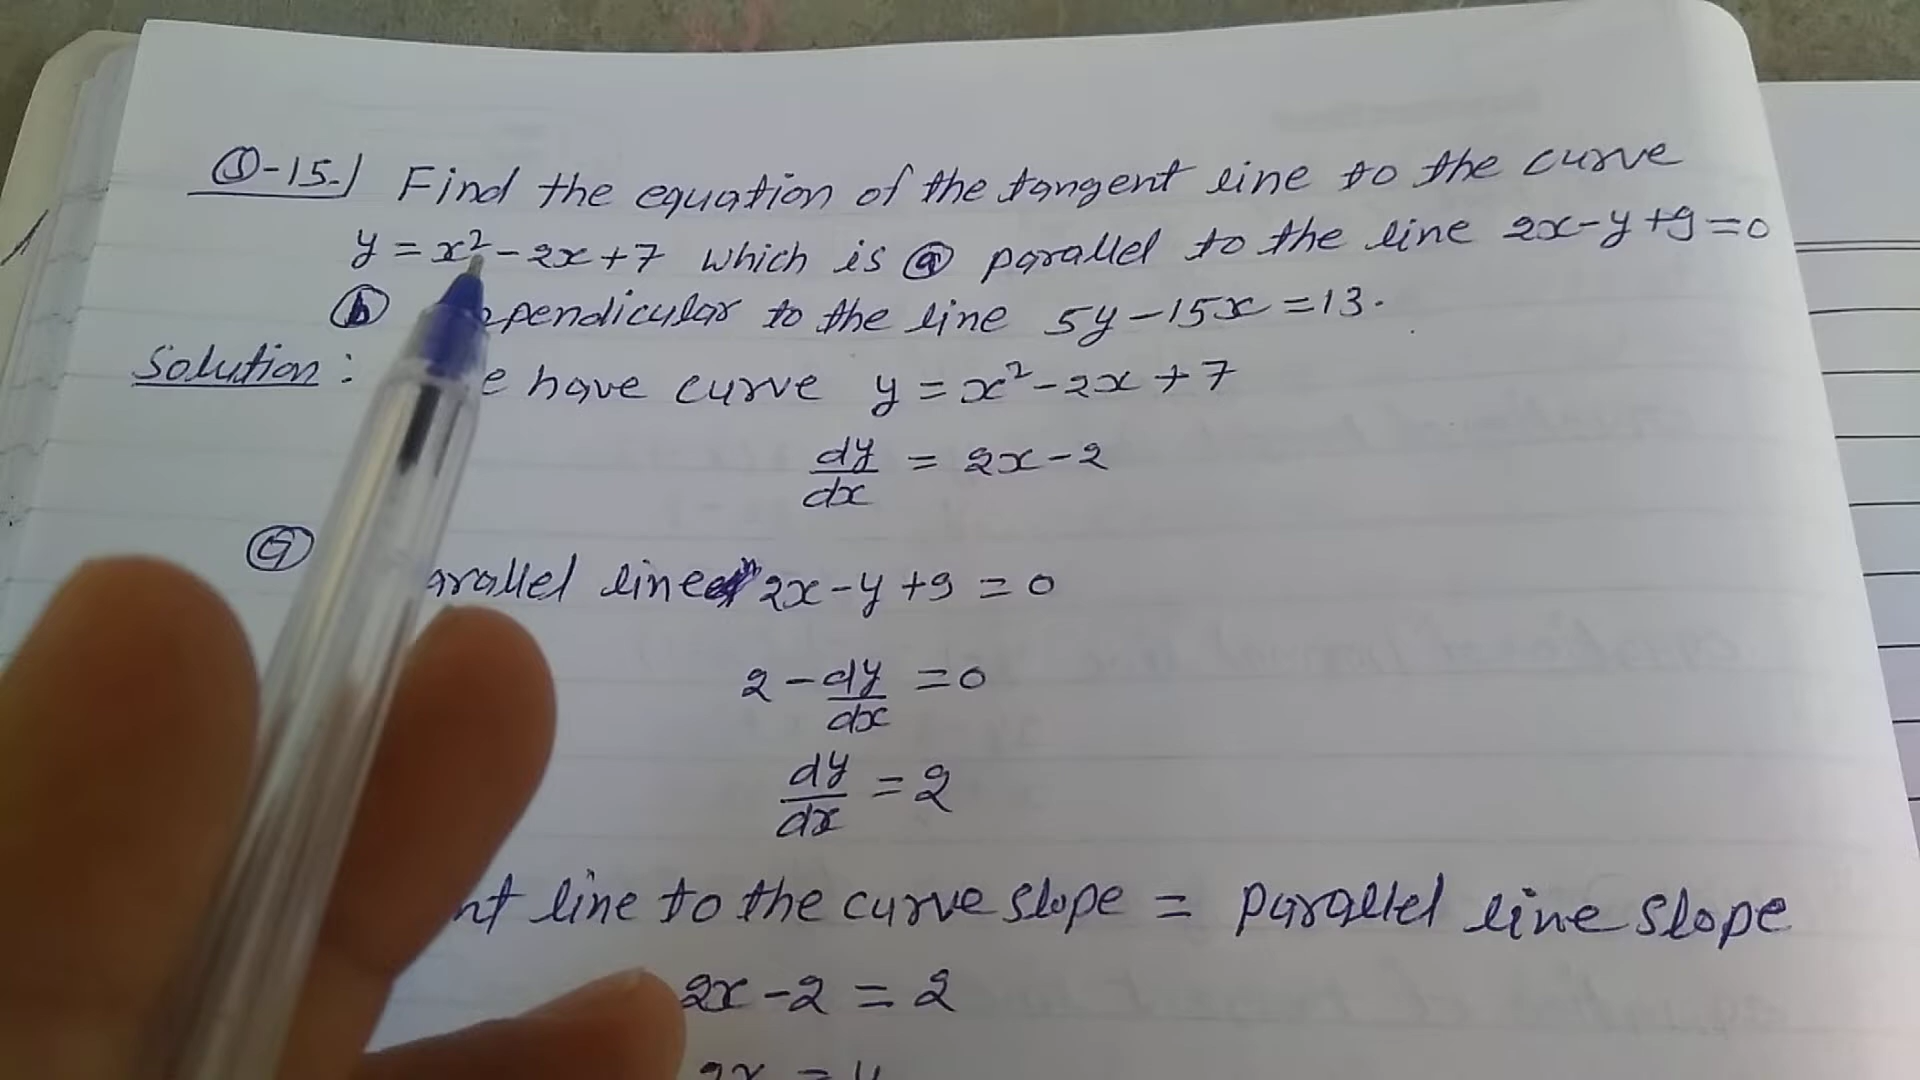 Q-15.) Find the equation of the tangent line to the curve
y = x² - 2x + 7 which is ⓐ parallel to the line 2x - y + 9 = 0
ⓑ pendicular to the line 5y - 15x = 13.
Solution: e have curve y = x² - 2x + 7
dy/dx = 2x - 2
ⓐ arallel line 2x - y + 9 = 0
2 - dy/dx = 0
dy/dx = 2
nt line to the curve slope = parallel line slope
2x - 2 = 2
2x = 4